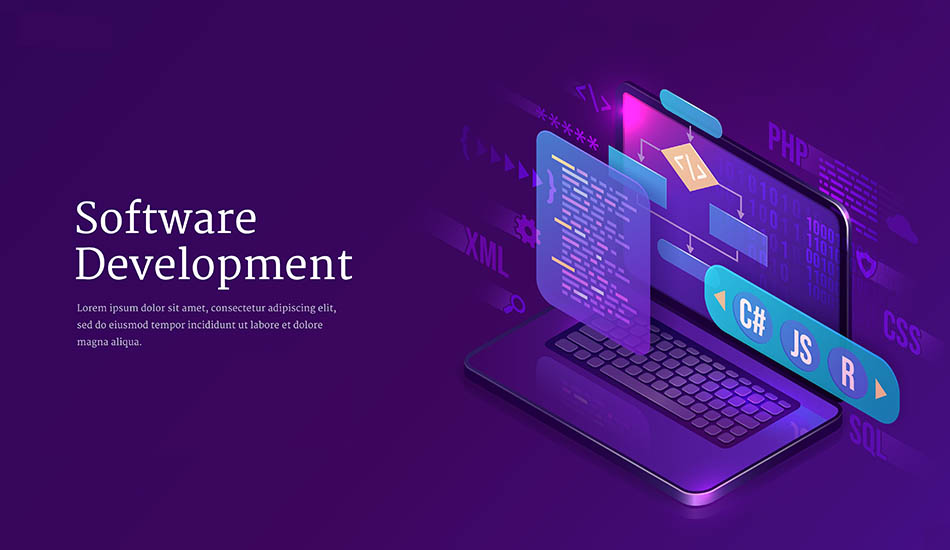 Software
Development
Lorem ipsum dolor sit amet, consectetur adipiscing elit,
sed do eiusmod tempor incididunt ut labore et dolore
magna aliqua.
</>
*****
PHP
</>
XML
C#
JS
R
CSS
SQL